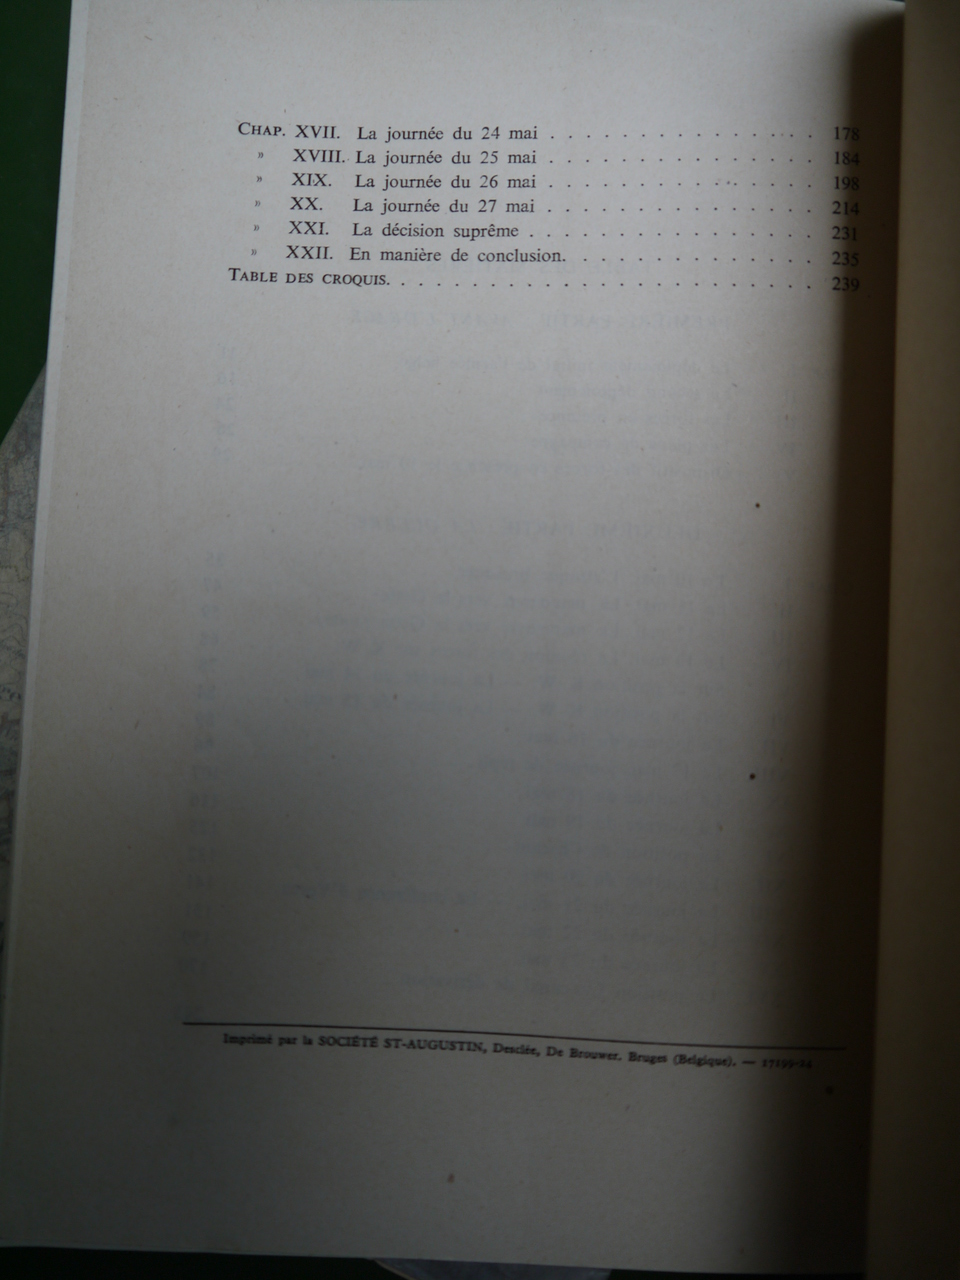 CHAP. XVII. La journée du 24 mai . . . . . . . . . . . . . . . 178
» XVIII. La journée du 25 mai . . . . . . . . . . . . . . . 184
» XIX. La journée du 26 mai . . . . . . . . . . . . . . . 198
» XX. La journée du 27 mai . . . . . . . . . . . . . . . 214
» XXI. La décision suprême . . . . . . . . . . . . . . . . 231
» XXII. En manière de conclusion. . . . . . . . . . . . . . 235
TABLE DES CROQUIS. . . . . . . . . . . . . . . . . . . . . 239
Imprimé par la SOCIÉTÉ ST-AUGUSTIN, Desclée, De Brouwer. Bruges (Belgique). — 17199-24